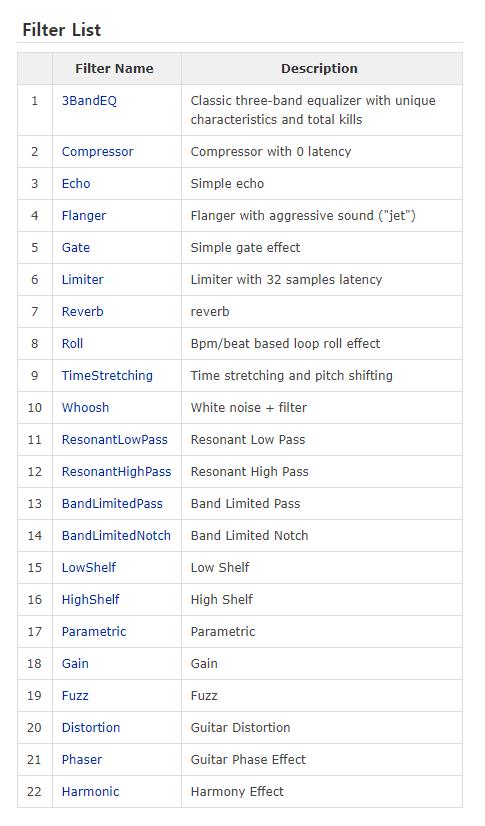 Filter List
Filter Name Description
1 3BandEQ Classic three-band equalizer with unique
characteristics and total kills
2 Compressor Compressor with 0 latency
3 Echo Simple echo
4 Flanger Flanger with aggressive sound ("jet")
5 Gate Simple gate effect
6 Limiter Limiter with 32 samples latency
7 Reverb reverb
8 Roll Bpm/beat based loop roll effect
9 TimeStretching Time stretching and pitch shifting
10 Whoosh White noise + filter
11 ResonantLowPass Resonant Low Pass
12 ResonantHighPass Resonant High Pass
13 BandLimitedPass Band Limited Pass
14 BandLimitedNotch Band Limited Notch
15 LowShelf Low Shelf
16 HighShelf High Shelf
17 Parametric Parametric
18 Gain Gain
19 Fuzz Fuzz
20 Distortion Guitar Distortion
21 Phaser Guitar Phase Effect
22 Harmonic Harmony Effect